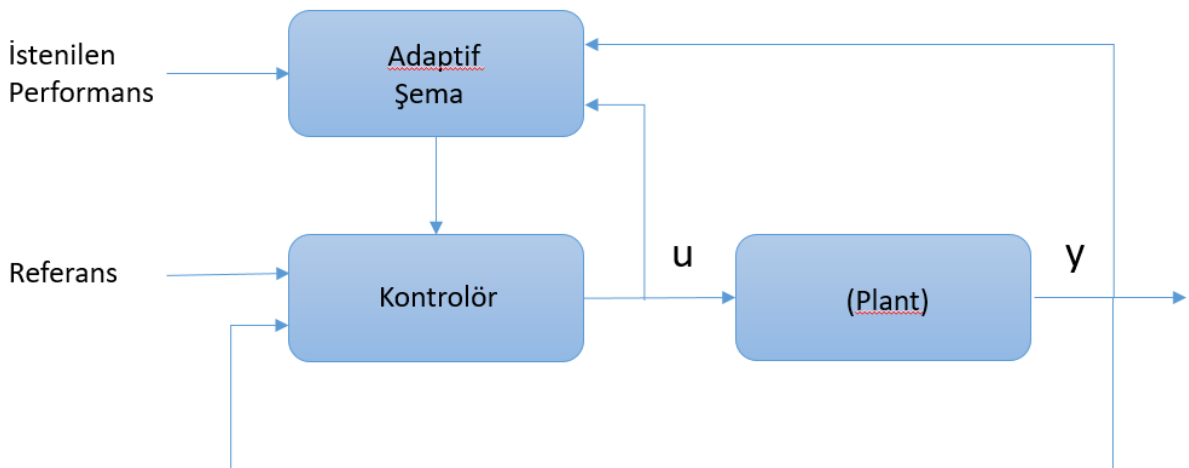 İstenilen
Performans
Adaptif
Şema
Referans
Kontrolör
u
(Plant)
y